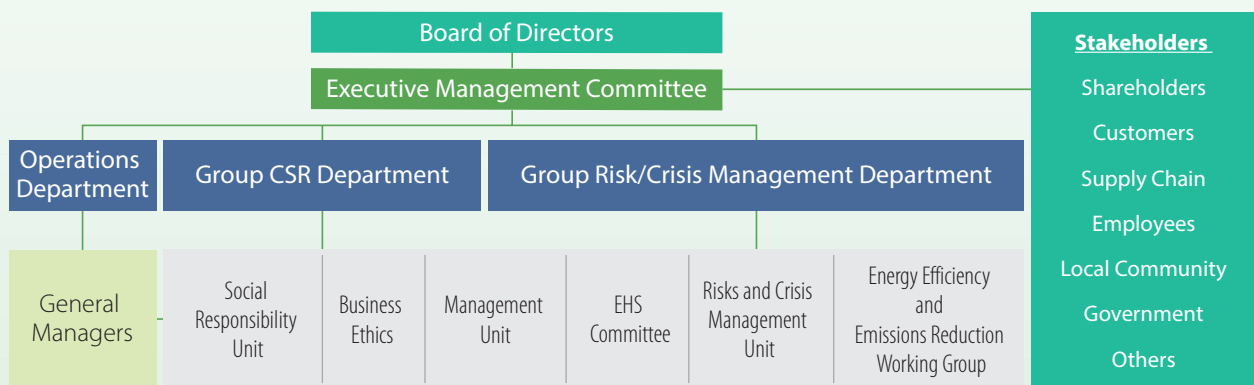 Board of Directors
Executive Management Committee
Operations
Department
Group CSR Department
Group Risk/Crisis Management Department
General
Managers
Social
Responsibility
Unit
Business
Ethics
Management
Unit
EHS
Committee
Risks and Crisis
Management
Unit
Energy Efficiency
and
Emissions Reduction
Working Group
Stakeholders
Shareholders
Customers
Supply Chain
Employees
Local Community
Government
Others